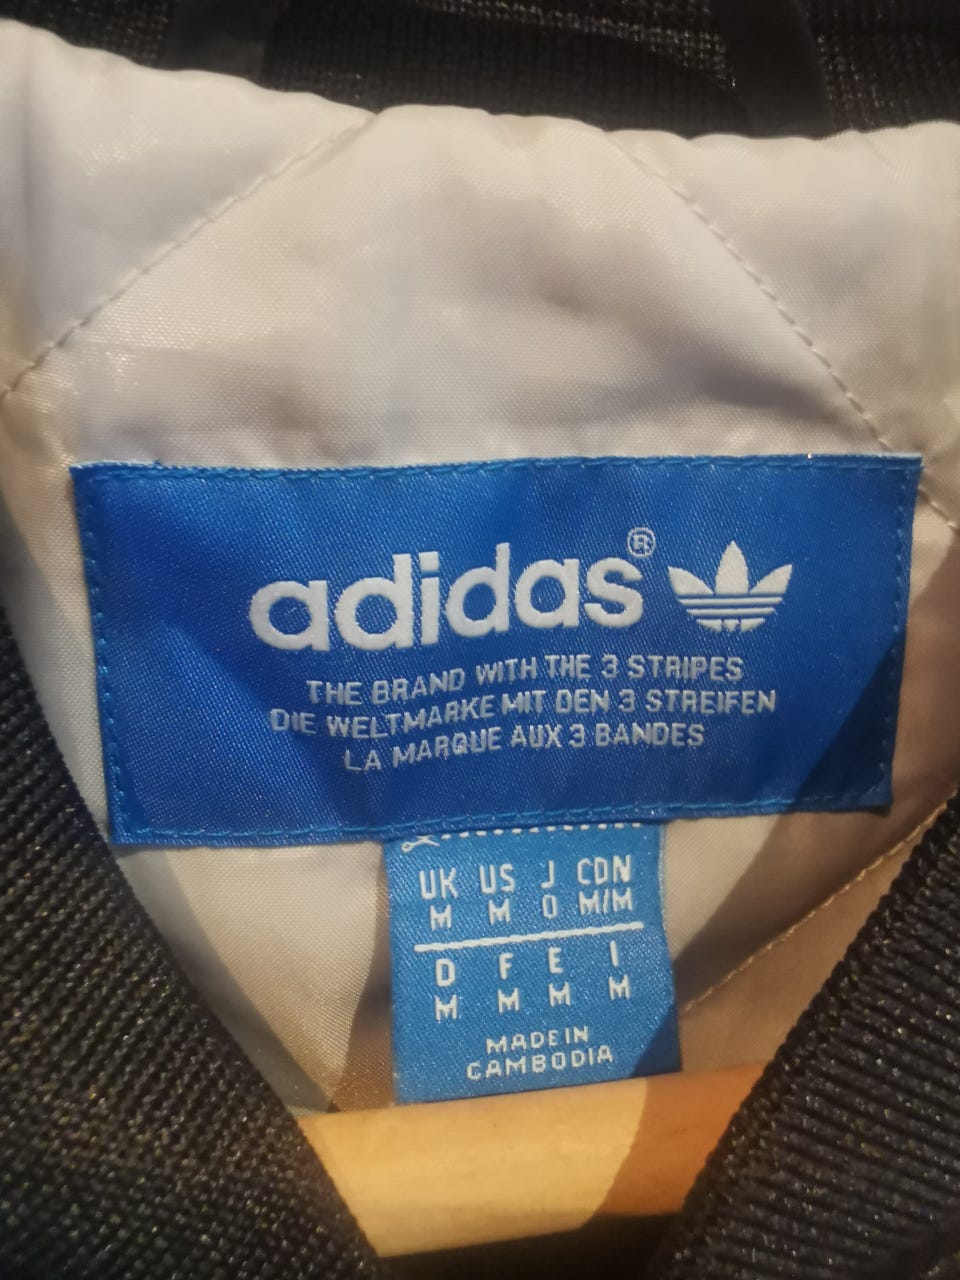 adidas®
THE BRAND WITH THE 3 STRIPES
DIE WELTMARKE MIT DEN 3 STREIFEN
LA MARQUE AUX 3 BANDES
UK US J CDN
M M O M/M
D F E I
M M M M
MADE IN
CAMBODIA